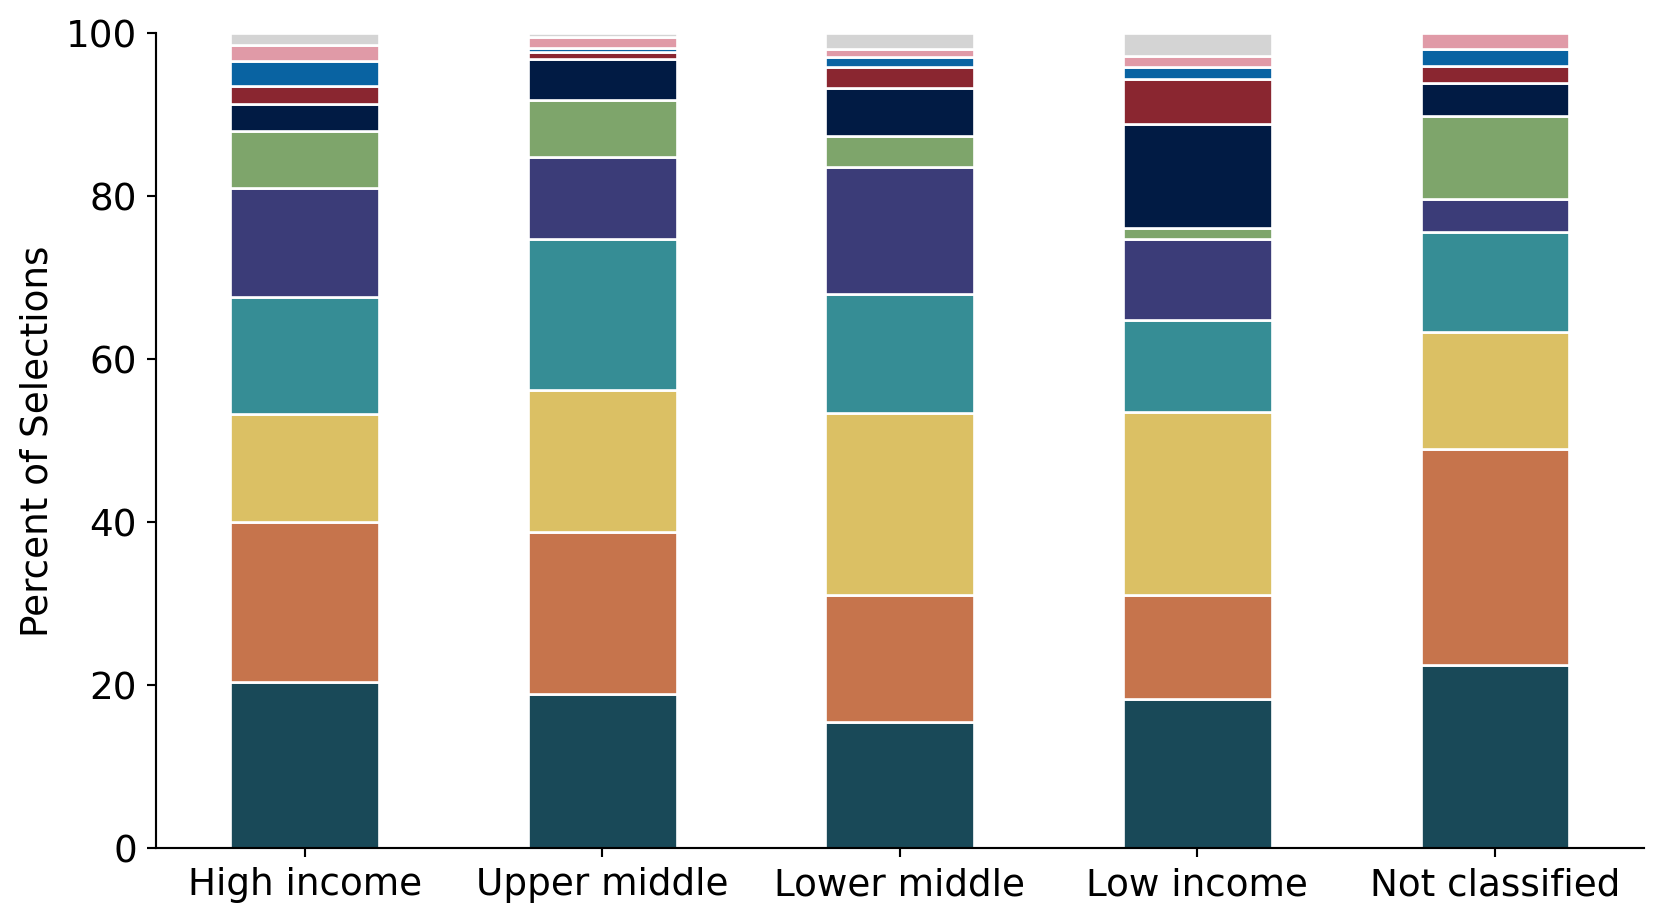 100
80
60
40
20
0
Percent of Selections
High income
Upper middle
Lower middle
Low income
Not classified